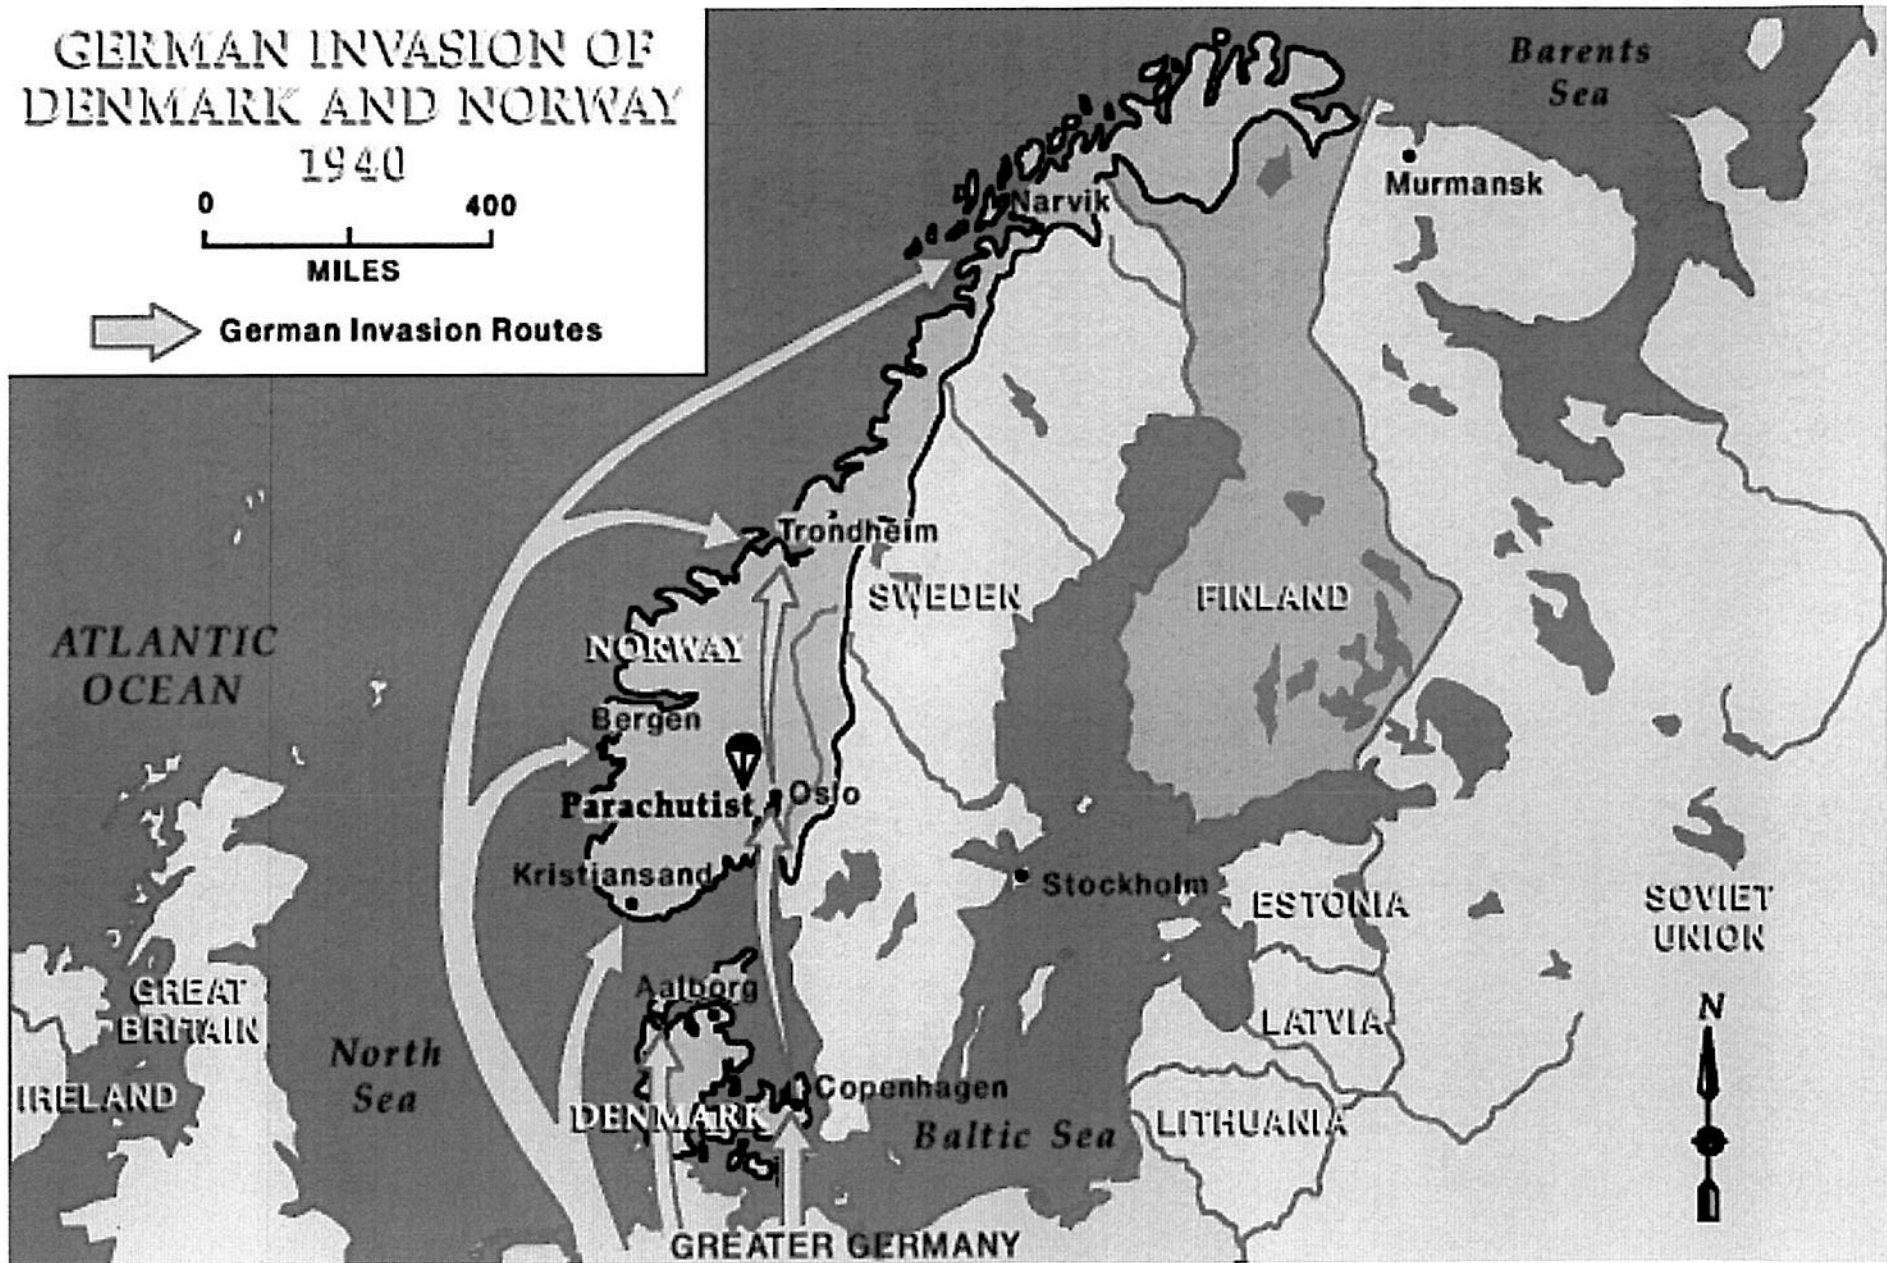 GERMAN INVASION OF
DENMARK AND NORWAY
1940
0 400
MILES
German Invasion Routes
Barents
Sea
Murmansk
Narvik
Trondheim
SWEDEN
FINLAND
ATLANTIC
OCEAN
NORWAY
Bergen
Parachutist
Oslo
Kristiansand
Stockholm
ESTONIA
SOVIET
UNION
Aalborg
GREAT
BRITAIN
LATVIA
N
North
Sea
IRELAND
Copenhagen
DENMARK
Baltic Sea
LITHUANIA
GREATER GERMANY